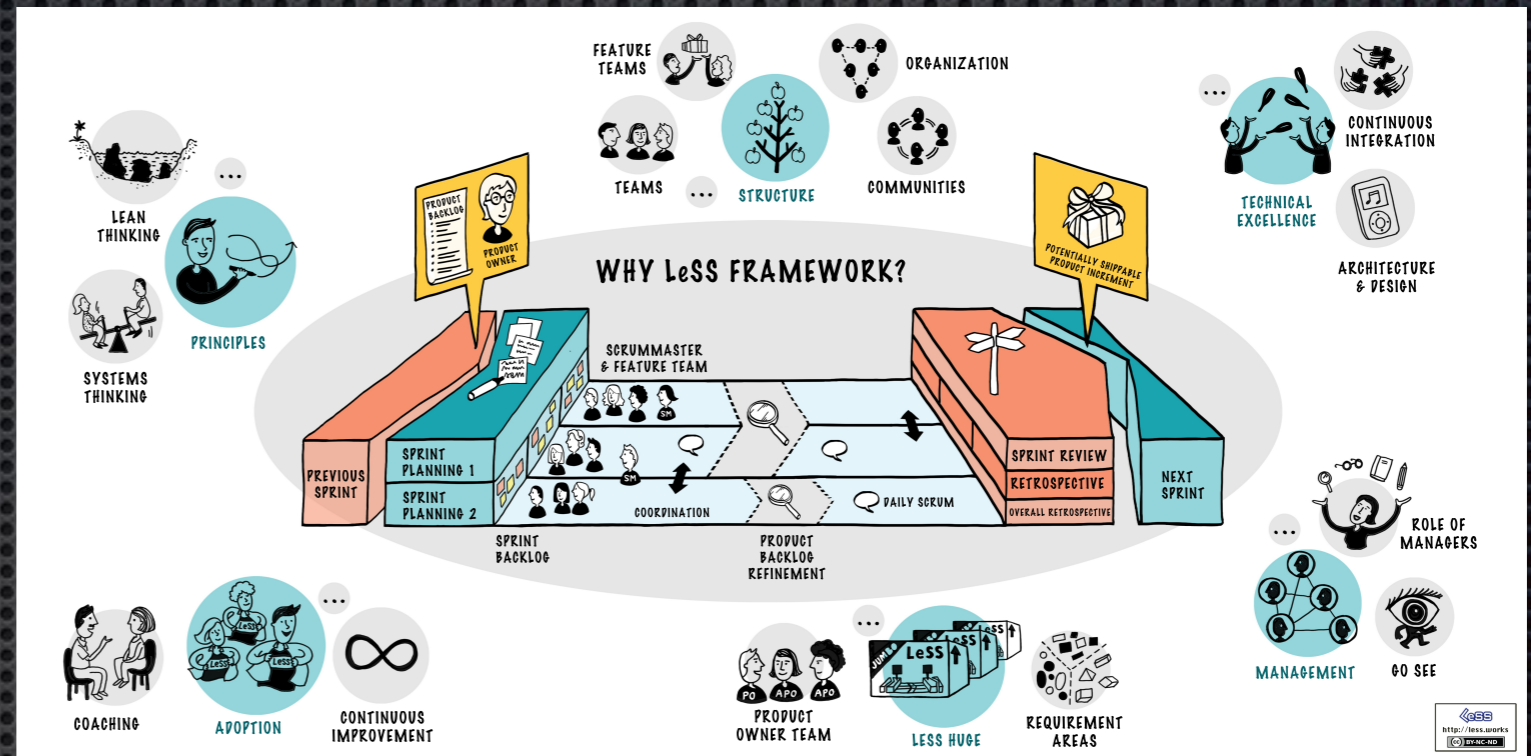 FEATURE
TEAMS
ORGANIZATION
TEAMS
...
STRUCTURE
COMMUNITIES
...
CONTINUOUS
INTEGRATION
TECHNICAL
EXCELLENCE
ARCHITECTURE
& DESIGN
...
LEAN
THINKING
PRINCIPLES
SYSTEMS
THINKING
PRODUCT
BACKLOG
PRODUCT
OWNER
WHY LeSS FRAMEWORK?
POTENTIALLY SHIPPABLE
PRODUCT INCREMENT
SCRUMMASTER
& FEATURE TEAM
SM
SM
PREVIOUS
SPRINT
SPRINT
PLANNING 1
SPRINT
PLANNING 2
COORDINATION
DAILY SCRUM
SPRINT REVIEW
RETROSPECTIVE
OVERALL RETROSPECTIVE
NEXT
SPRINT
SPRINT
BACKLOG
PRODUCT
BACKLOG
REFINEMENT
...
ROLE OF
MANAGERS
MANAGEMENT
GO SEE
...
LeSS
LeSS
LeSS
COACHING
ADOPTION
CONTINUOUS
IMPROVEMENT
...
PO
APO
APO
PRODUCT
OWNER TEAM
JUMBO
LeSS
LESS HUGE
REQUIREMENT
AREAS
LeSS
http://less.works
CC BY-NC-ND